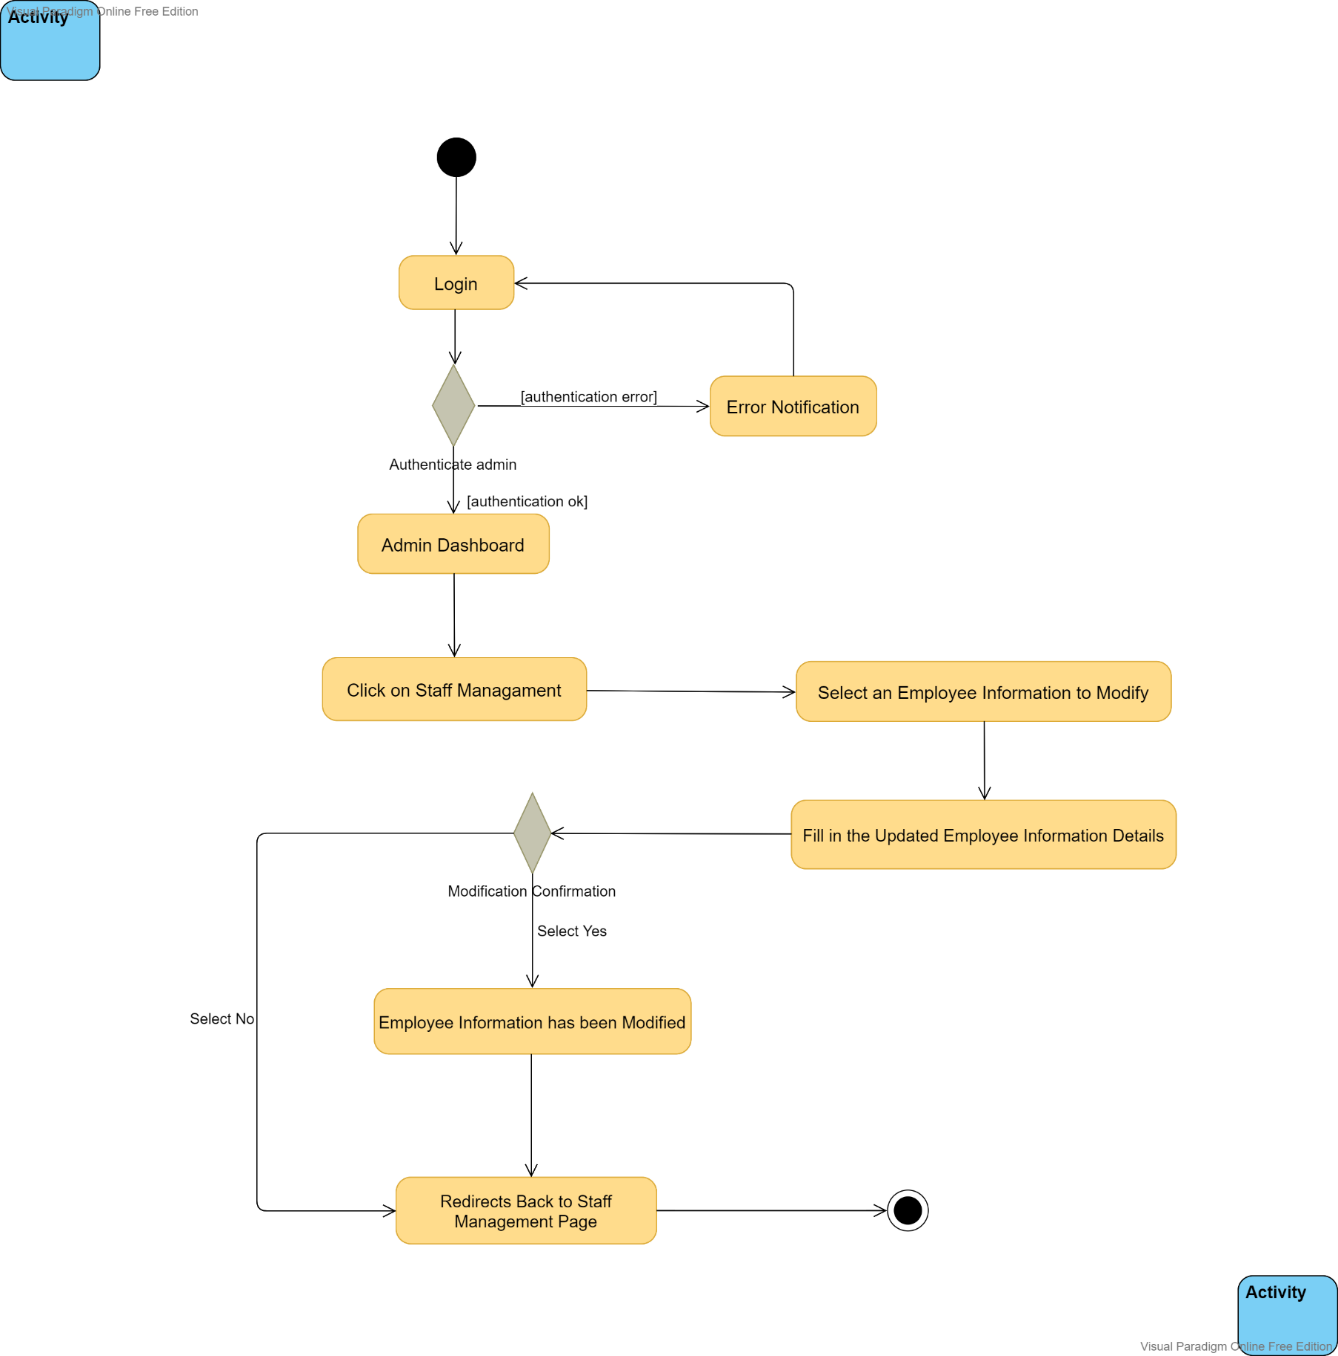 Activity
Visual Paradigm Online Free Edition
Login
[authentication error]
Error Notification
Authenticate admin
[authentication ok]
Admin Dashboard
Click on Staff Managament
Select an Employee Information to Modify
Fill in the Updated Employee Information Details
Modification Confirmation
Select Yes
Select No
Employee Information has been Modified
Redirects Back to Staff
Management Page
Activity
Visual Paradigm Online Free Edition